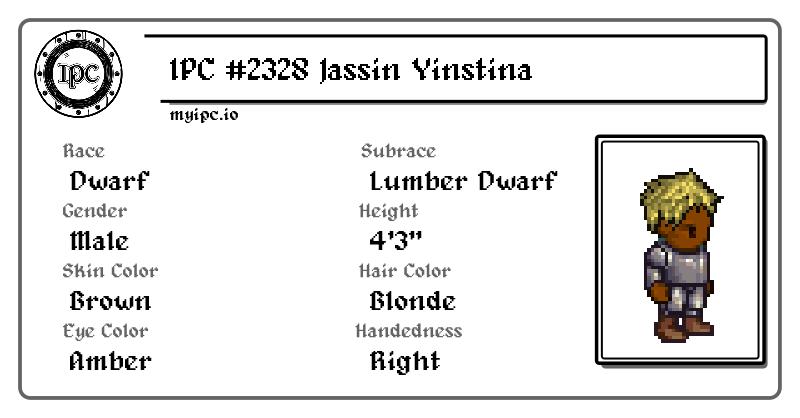 IPC
IPC #2328 Jassin Vinstina
myipc.io
Race
Dwarf
Subrace
Lumber Dwarf
Gender
Male
Height
4'3"
Skin Color
Brown
Hair Color
Blonde
Eye Color
Amber
Handedness
Right